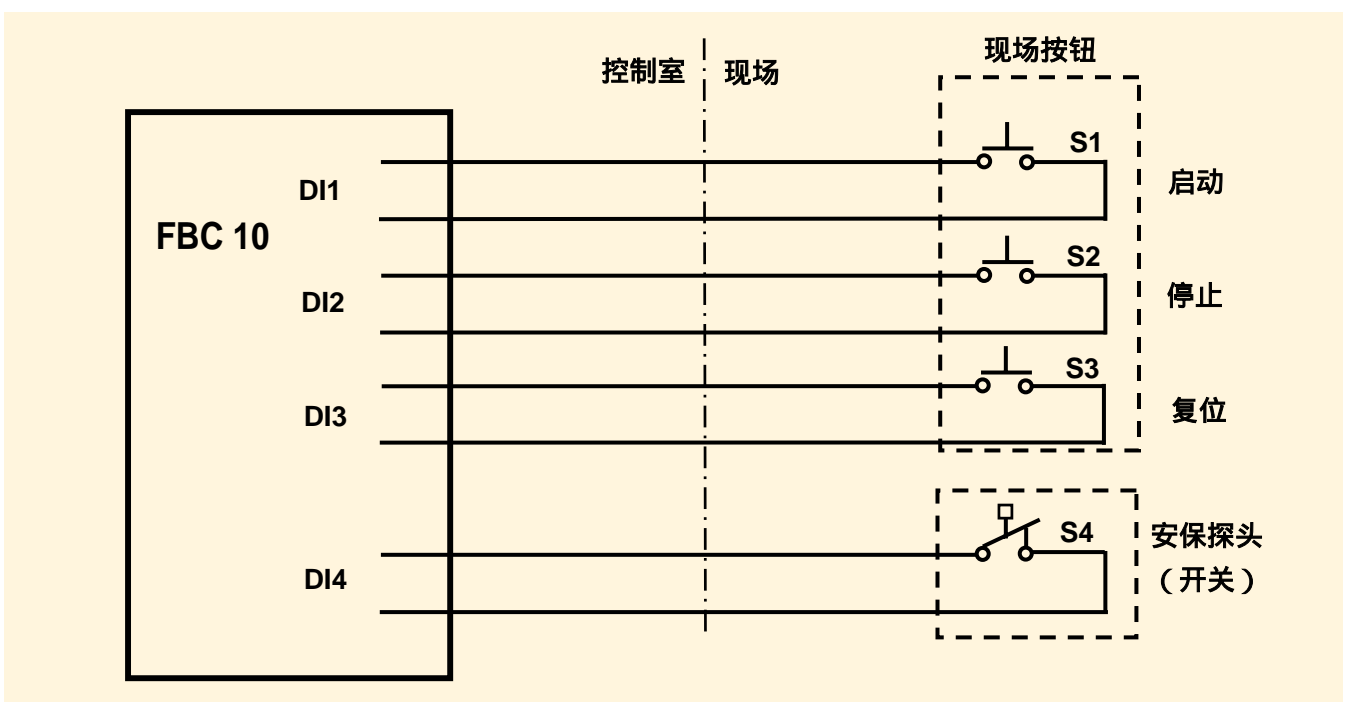 现场按钮
控制室 现场
S1
DI1
启动
FBC 10
S2
DI2
停止
S3
DI3
复位
S4
安保探头
DI4
（开关）